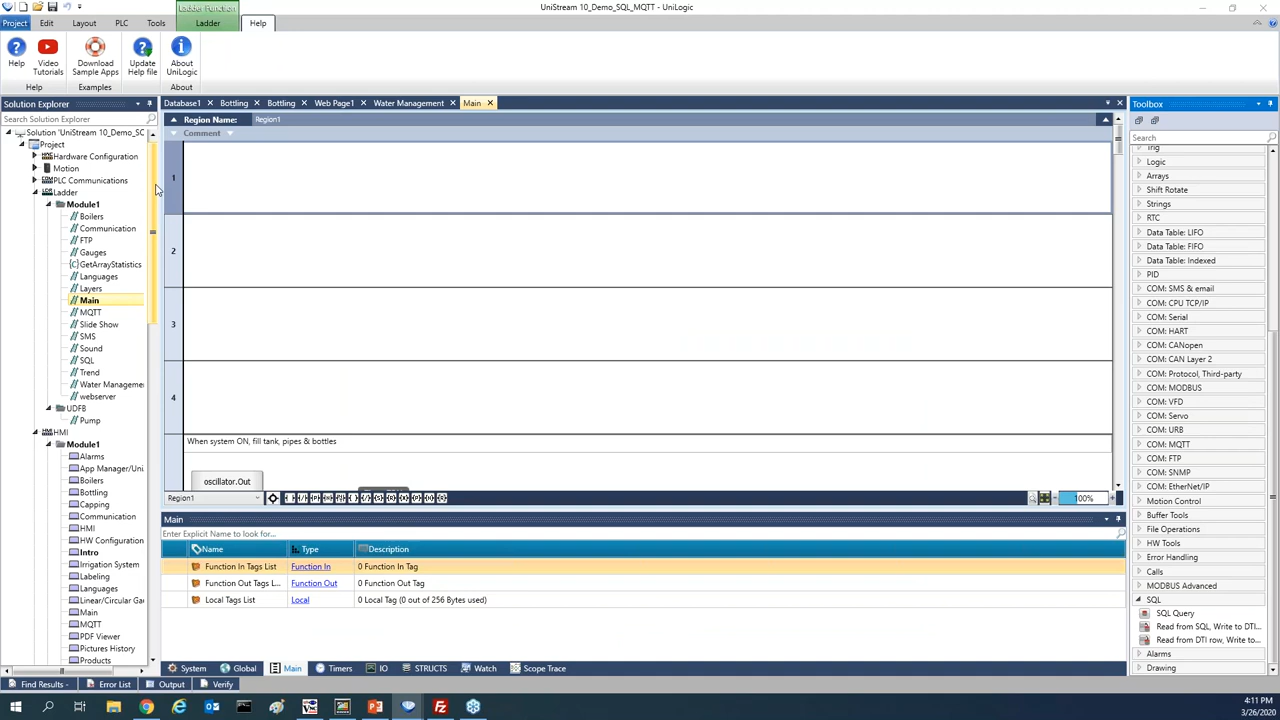 Ladder Function
UniStream 10_Demo_SQL_MQTT - UniLogic
Project Edit Layout PLC Tools Ladder Help
Help Video Tutorials Download Sample Apps Update Help file About UniLogic
Help Examples About
Solution Explorer
Search Solution Explorer
Solution 'UniStream 10_Demo_SC
Project
Hardware Configuration
Motion
PLC Communications
Ladder
Module1
Boilers
Communication
FTP
Gauges
GetArrayStatistics
Languages
Layers
Main
MQTT
Slide Show
SMS
Sound
SQL
Trend
Water Manageme
webserver
UDFB
Pump
HMI
Module1
Alarms
App Manager/Uni
Boilers
Bottling
Capping
Communication
HMI
HW Configuration
Intro
Irrigation System
Labeling
Languages
Linear/Circular Ga
Main
MQTT
PDF Viewer
Pictures History
Products
Database1 Bottling Bottling Web Page1 Water Management Main
Region Name: Region1
Comment
1
2
3
4
When system ON, fill tank, pipes & bottles
oscillator.Out
Region1
100%
Main
Enter Explicit Name to look for...
Name Type Description
Function In Tags List Function In 0 Function In Tag
Function Out Tags L... Function Out 0 Function Out Tag
Local Tags List Local 0 Local Tag (0 out of 256 Bytes used)
System Global Main Timers IO STRUCTS Watch Scope Trace
Toolbox
Search
Trig
Logic
Arrays
Shift Rotate
Strings
RTC
Data Table: LIFO
Data Table: FIFO
Data Table: Indexed
PID
COM: SMS & email
COM: CPU TCP/IP
COM: Serial
COM: HART
COM: CANopen
COM: CAN Layer 2
COM: Protocol, Third-party
COM: MODBUS
COM: VFD
COM: Servo
COM: URB
COM: MQTT
COM: FTP
COM: SNMP
COM: EtherNet/IP
Motion Control
Buffer Tools
File Operations
HW Tools
Error Handling
Calls
MODBUS Advanced
SQL
SQL Query
Read from SQL, Write to DTI...
Read from DTI row, Write to...
Alarms
Drawing
Find Results Error List Output Verify
4:11 PM
3/26/2020